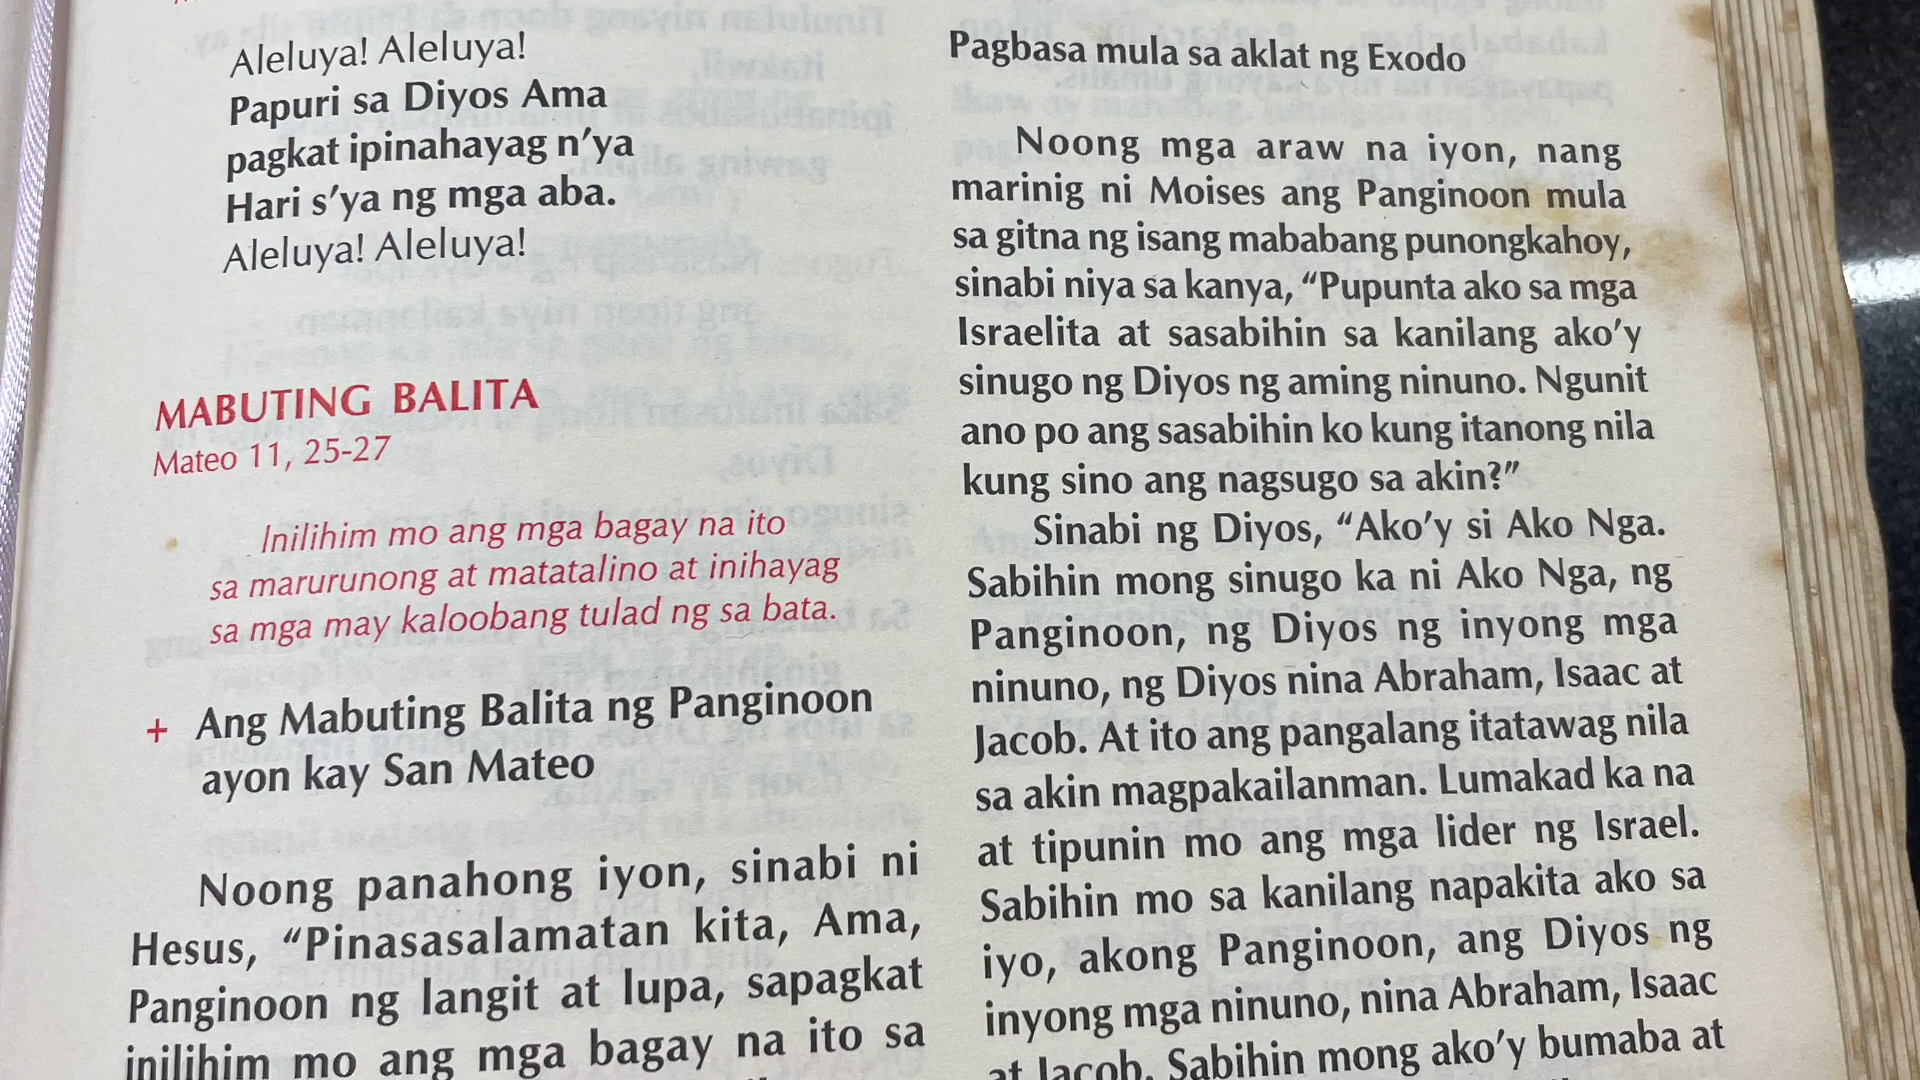 Aleluya! Aleluya!
Papuri sa Diyos Ama
pagkat ipinahayag n’ya
Hari s’ya ng mga aba.
Aleluya! Aleluya!
MABUTING BALITA
Mateo 11, 25-27
Inilihim mo ang mga bagay na ito
sa marurunong at matatalino at inihayag
sa mga may kaloobang tulad ng sa bata.
+ Ang Mabuting Balita ng Panginoon
ayon kay San Mateo
Noong panahong iyon, sinabi ni
Hesus, “Pinasasalamatan kita, Ama,
Panginoon ng langit at lupa, sapagkat
inilihim mo ang mga bagay na ito sa
Pagbasa mula sa aklat ng Exodo
Noong mga araw na iyon, nang
marinig ni Moises ang Panginoon mula
sa gitna ng isang mababang punongkahoy,
sinabi niya sa kanya, “Pupunta ako sa mga
Israelita at sasabihin sa kanilang ako’y
sinugo ng Diyos ng aming ninuno. Ngunit
ano po ang sasabihin ko kung itanong nila
kung sino ang nagsugo sa akin?”
Sinabi ng Diyos, “Ako’y si Ako Nga.
Sabihin mong sinugo ka ni Ako Nga, ng
Panginoon, ng Diyos ng inyong mga
ninuno, ng Diyos nina Abraham, Isaac at
Jacob. At ito ang pangalang itatawag nila
sa akin magpakailanman. Lumakad ka na
at tipunin mo ang mga lider ng Israel.
Sabihin mo sa kanilang napakita ako sa
iyo, akong Panginoon, ang Diyos ng
inyong mga ninuno, nina Abraham, Isaac
at Jacob. Sabihin mong ako’y bumaba at